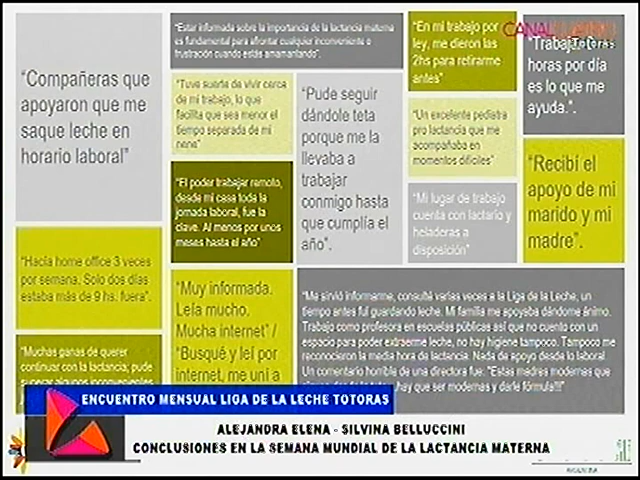 "Compañeras que
apoyaron que me
saque leche en
horario laboral"
"Hacía home office 3 veces
por semana. Solo dos días
estaba más de 9 hs. fuera".
"Muchas ganas de querer
continuar con la lactancia; pude
"Estar informada sobre la importancia de la lactancia materna
es fundamental para afrontar cualquier inconveniente o
frustración cuando estás amamantando".
"Tuve suerte de vivir cerca
de mi trabajo, lo que
facilita que sea menor el
tiempo separada de mi
nene"
"El poder trabajar remoto,
desde mi casa toda la
jornada laboral, fue la
clave. Al menos por unos
meses hasta el año"
"Muy informada.
Leía mucho.
Mucha internet" /
"Busqué y leí por
internet, me uní a
"Pude seguir
dándole teta
porque me la
llevaba a
trabajar
conmigo hasta
que cumplía el
año".
"En mi trabajo por
ley, me dieron las
2hs para retirarme
antes"
"Un excelente pediatra
pro lactancia que me
acompañaba en
momentos difíciles"
"Mi lugar de trabajo
cuenta con lactario y
heladeras a
disposición"
CANAL
Totoras
"Trabajar
horas por día
es lo que me
ayuda.".
"Recibí el
apoyo de mi
marido y mi
madre".
"Me sirvió informarme, consulté varias veces a la Liga de la Leche, un
tiempo antes fui guardando leche. Mi familia me apoyaba dándome ánimo.
Trabajo como profesora en escuelas públicas así que no cuento con un
espacio para poder extraerme leche, no hay higiene tampoco. Tampoco me
reconocieron la media hora de lactancia. Nada de apoyo desde lo laboral.
Un comentario horrible de una directora fue: "Estas madres modernas que
hay que ser modernas y darle fórmula!!!"
ENCUENTRO MENSUAL LIGA DE LA LECHE TOTORAS
ALEJANDRA ELENA - SILVINA BELLUCCINI
CONCLUSIONES EN LA SEMANA MUNDIAL DE LA LACTANCIA MATERNA